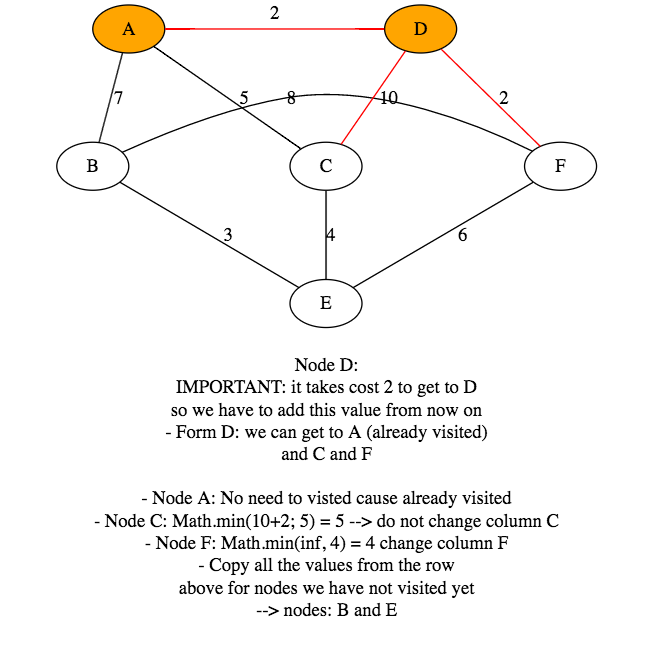 2
A
D
7
5
8
10
2
B
C
F
3
4
6
E
Node D:
IMPORTANT: it takes cost 2 to get to D
so we have to add this value from now on
- Form D: we can get to A (already visited)
and C and F
- Node A: No need to visted cause already visited
- Node C: Math.min(10+2; 5) = 5 --> do not change column C
- Node F: Math.min(inf, 4) = 4 change column F
- Copy all the values from the row
above for nodes we have not visited yet
--> nodes: B and E